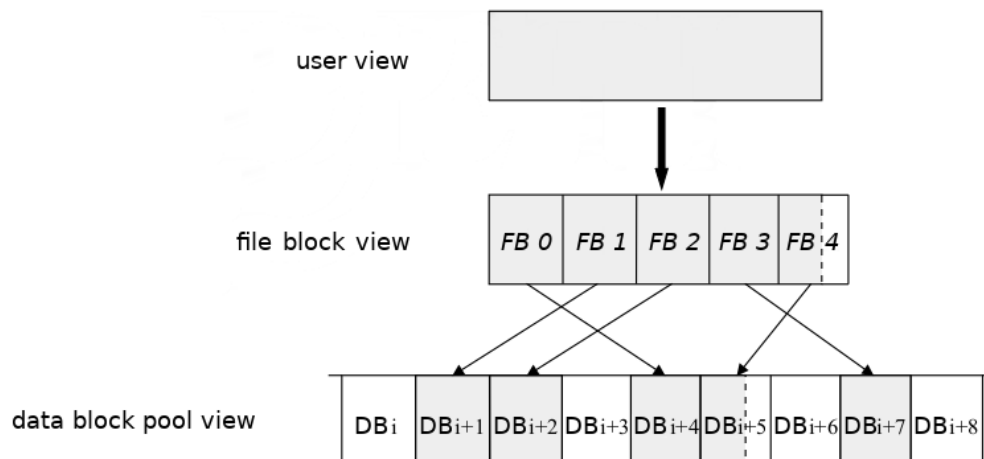 user view
file block view FB 0 FB 1 FB 2 FB 3 FB 4
data block pool view DBi DBi+1 DBi+2 DBi+3 DBi+4 DBi+5 DBi+6 DBi+7 DBi+8